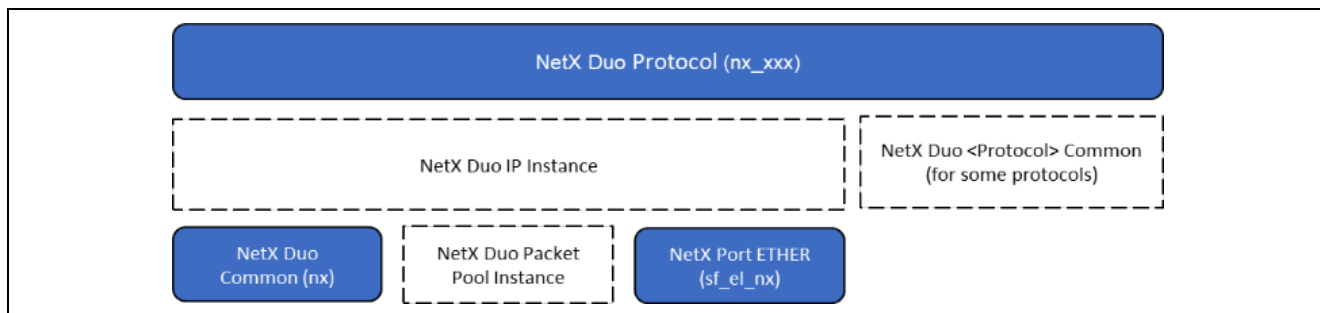 NetX Duo Protocol (nx_xxx)
NetX Duo IP Instance
NetX Duo <Protocol> Common
(for some protocols)
NetX Duo
Common (nx)
NetX Duo Packet
Pool Instance
NetX Port ETHER
(sf_el_nx)